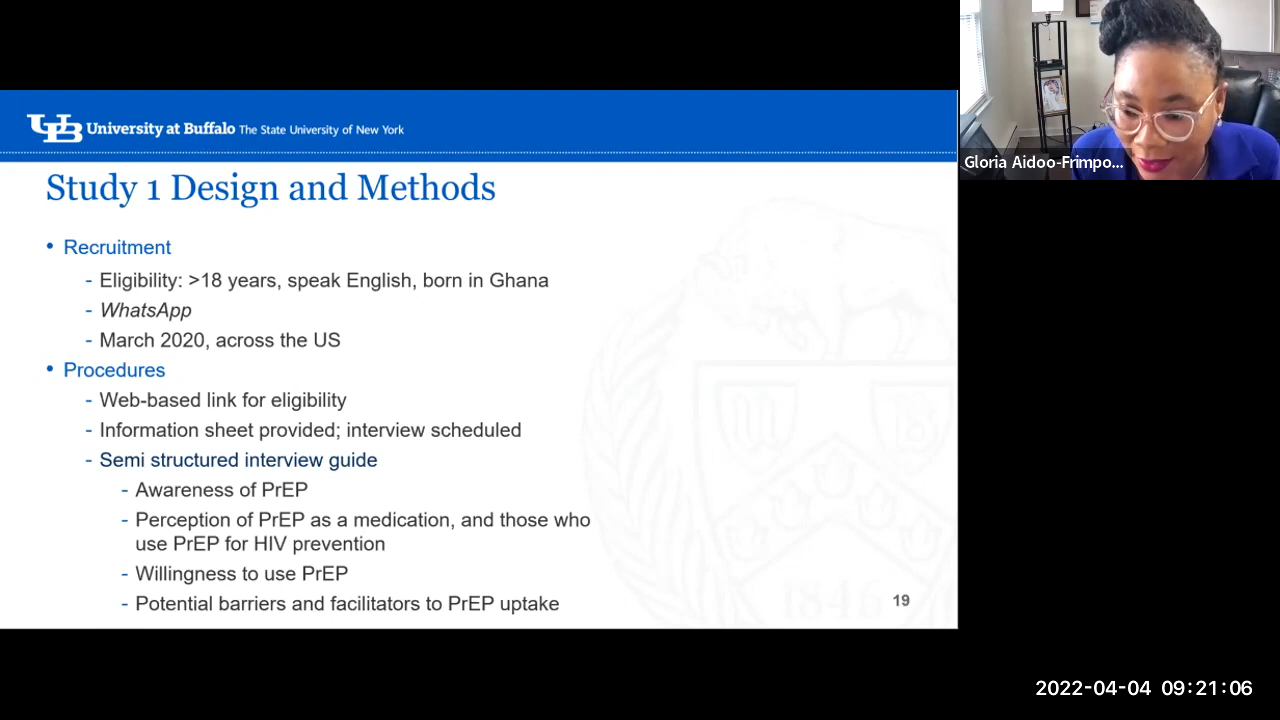 UB University at Buffalo The State University of New York
Study 1 Design and Methods
• Recruitment
- Eligibility: >18 years, speak English, born in Ghana
- WhatsApp
- March 2020, across the US
• Procedures
- Web-based link for eligibility
- Information sheet provided; interview scheduled
- Semi structured interview guide
- Awareness of PrEP
- Perception of PrEP as a medication, and those who
use PrEP for HIV prevention
- Willingness to use PrEP
- Potential barriers and facilitators to PrEP uptake
1846
19
Gloria Aidoo-Frimpo...
2022-04-04 09:21:06